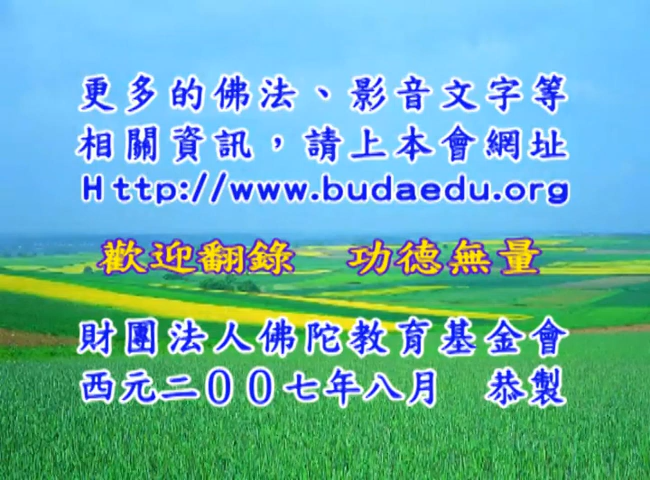 更多的佛法、影音文字等
相關資訊，請上本會網址
Http://www.budaedu.org
歡迎翻錄　功德無量
財團法人佛陀教育基金會
西元二００七年八月　恭製